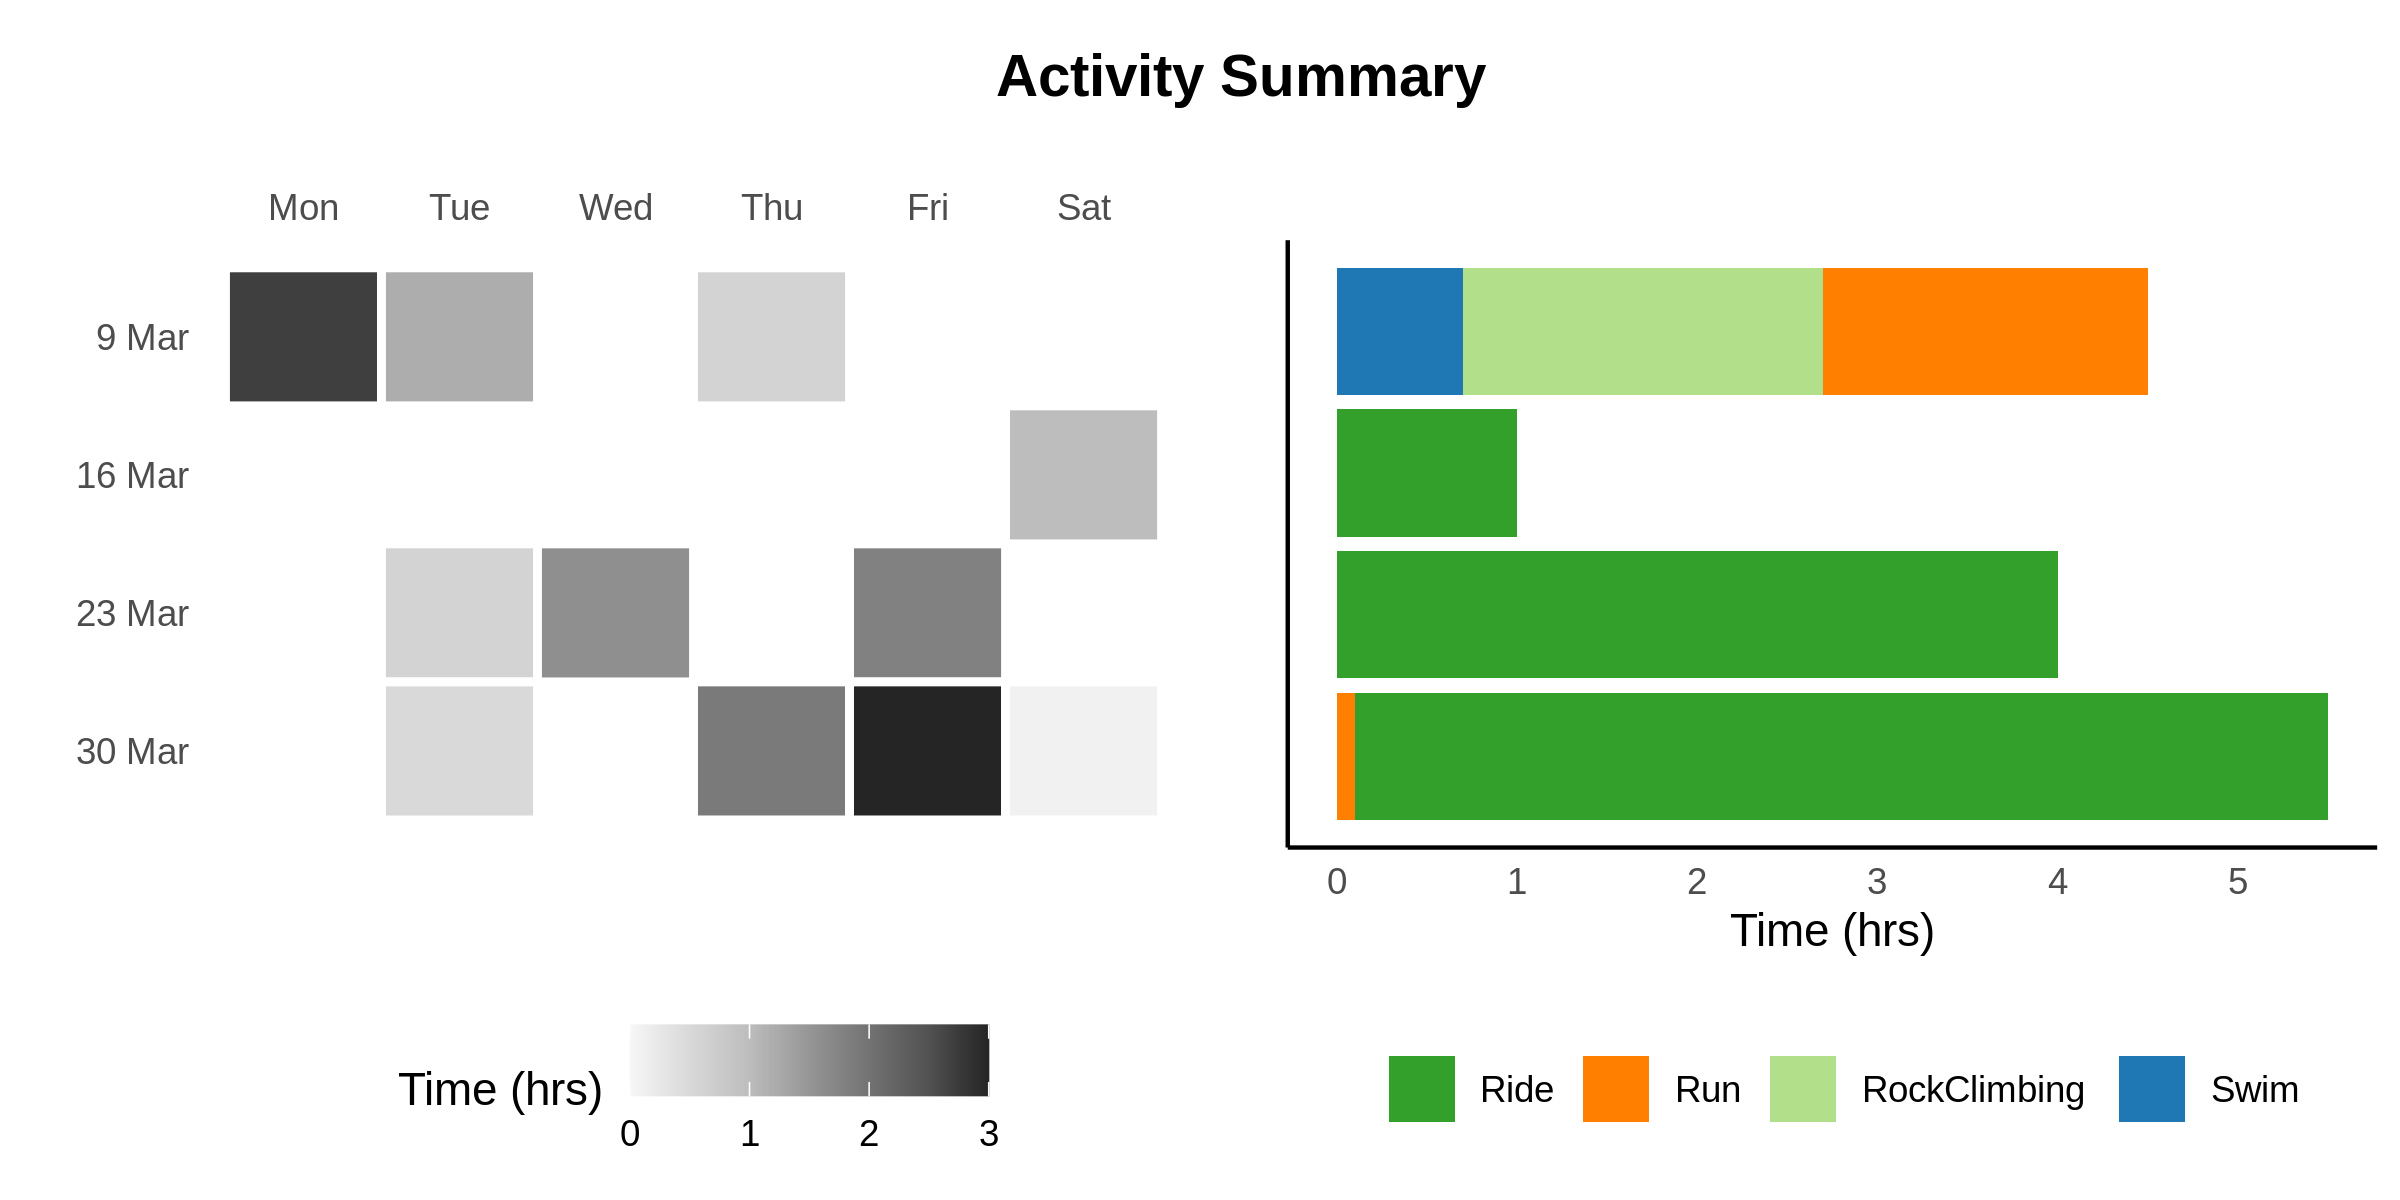 Activity Summary
Mon Tue Wed Thu Fri Sat
9 Mar
16 Mar
23 Mar
30 Mar
0 1 2 3 4 5
Time (hrs)
Time (hrs)
0 1 2 3
Ride Run RockClimbing Swim